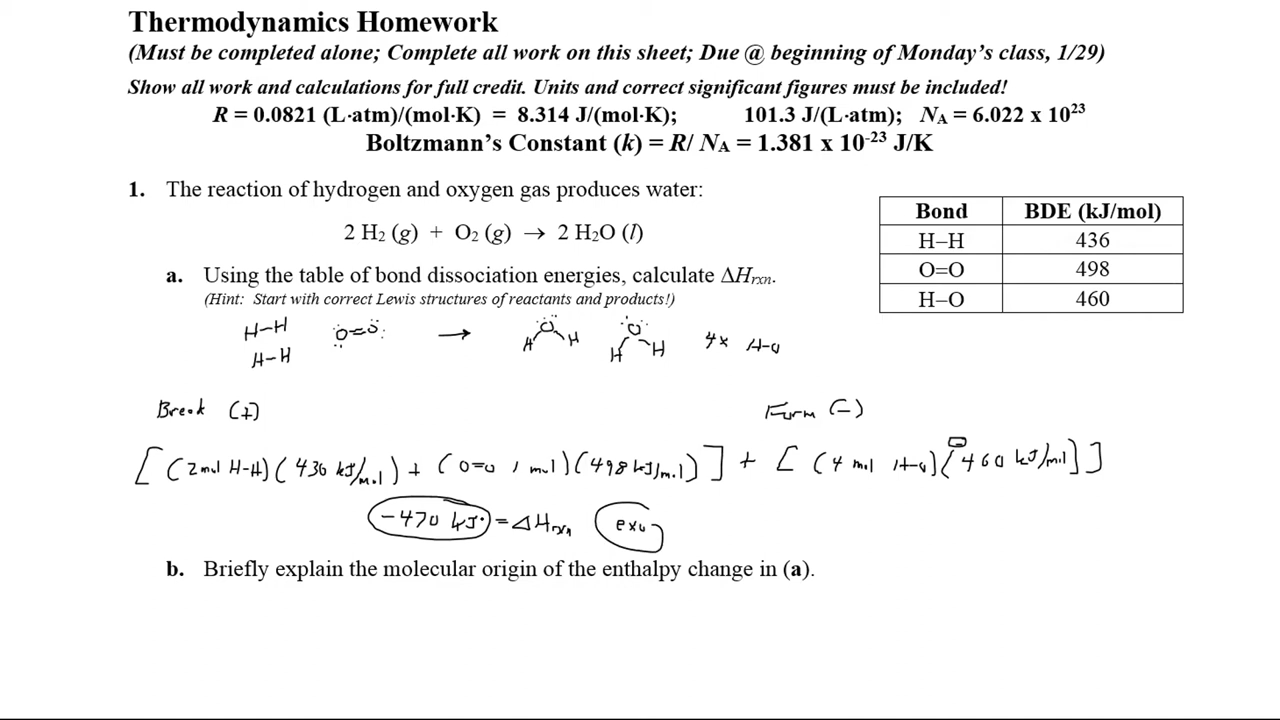 Thermodynamics Homework
(Must be completed alone; Complete all work on this sheet; Due @ beginning of Monday's class, 1/29)
Show all work and calculations for full credit. Units and correct significant figures must be included!
R = 0.0821 (L·atm)/(mol·K) = 8.314 J/(mol·K); 101.3 J/(L·atm); N_A = 6.022 x 10^23
Boltzmann's Constant (k) = R/ N_A = 1.381 x 10^-23 J/K
1. The reaction of hydrogen and oxygen gas produces water:
2 H₂ (g) + O₂ (g) → 2 H₂O (l)
Bond BDE (kJ/mol)
H–H 436
O=O 498
H–O 460
a. Using the table of bond dissociation energies, calculate ΔH_rxn.
(Hint: Start with correct Lewis structures of reactants and products!)
H-H O=O → O O 4x H-O
H-H H H H H
Break (+) Form (-)
[(2 mol H-H)(436 kJ/mol) + (O=O 1 mol)(498 kJ/mol)] + [(4 mol H-O)(-460 kJ/mol)]
-470 kJ = ΔH_rxn exo
b. Briefly explain the molecular origin of the enthalpy change in (a).